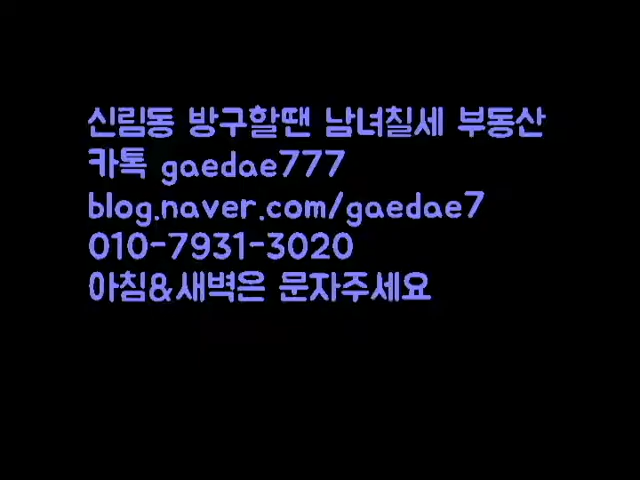 신림동 방구할땐 남녀칠세 부동산
카톡 gaedae777
blog.naver.com/gaedae7
010-7931-3020
아침&새벽은 문자주세요